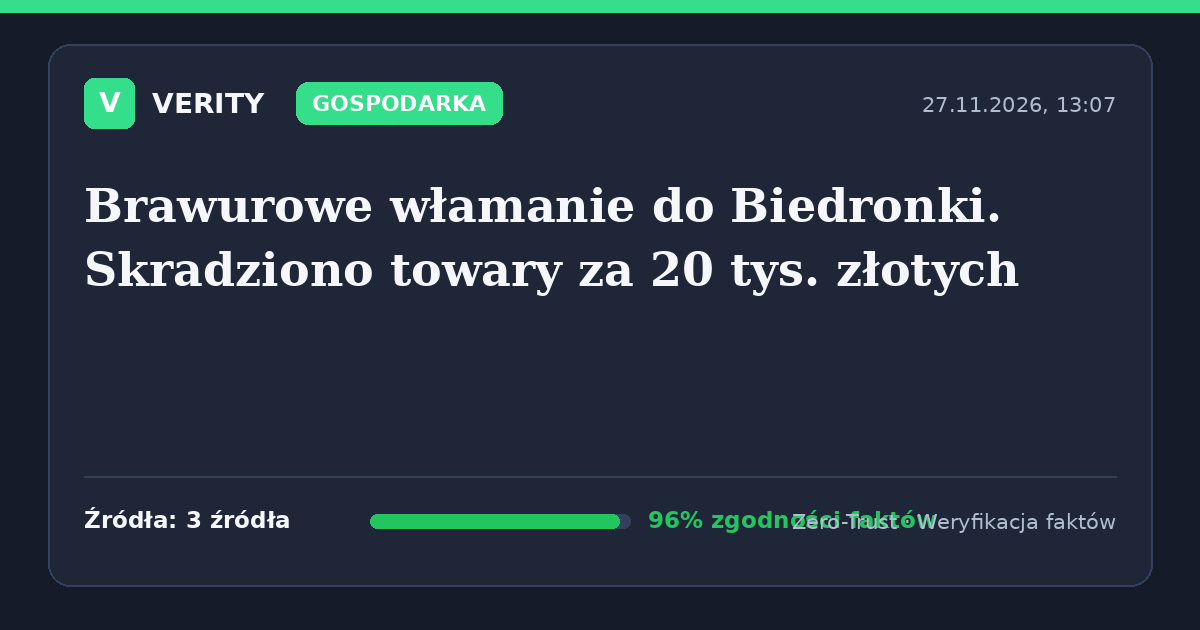 V VERITY GOSPODARKA 27.11.2026, 13:07
Brawurowe włamanie do Biedronki.
Skradziono towary za 20 tys. złotych
Źródła: 3 źródła 96% zgodności faktów Zero-Trust · Weryfikacja faktów